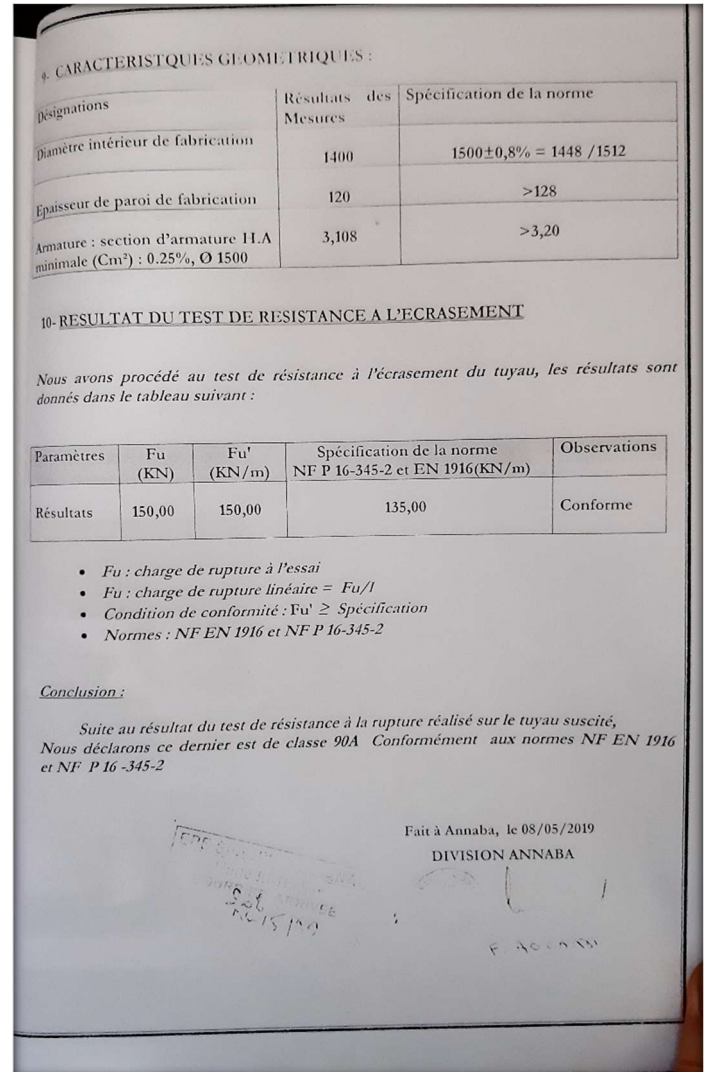 9. CARACTERISTQUES GEOMETRIQUES :
Désignations
Résultats des Mesures
Spécification de la norme
Diamètre intérieur de fabrication
1400
1500±0,8% = 1448 /1512
Epaisseur de paroi de fabrication
120
>128
Armature : section d'armature H.A
minimale (Cm²) : 0.25%, Ø 1500
3,108
>3,20
10- RESULTAT DU TEST DE RESISTANCE A L'ECRASEMENT
Nous avons procédé au test de résistance à l'écrasement du tuyau, les résultats sont
donnés dans le tableau suivant :
Paramètres
Fu
(KN)
Fu'
(KN/m)
Spécification de la norme
NF P 16-345-2 et EN 1916(KN/m)
Observations
Résultats
150,00
150,00
135,00
Conforme
• Fu : charge de rupture à l'essai
• Fu : charge de rupture linéaire = Fu/l
• Condition de conformité : Fu' ≥ Spécification
• Normes : NF EN 1916 et NF P 16-345-2
Conclusion :
Suite au résultat du test de résistance à la rupture réalisé sur le tuyau suscité,
Nous déclarons ce dernier est de classe 90A Conformément aux normes NF EN 1916
et NF P 16 -345-2
Fait à Annaba, le 08/05/2019
DIVISION ANNABA